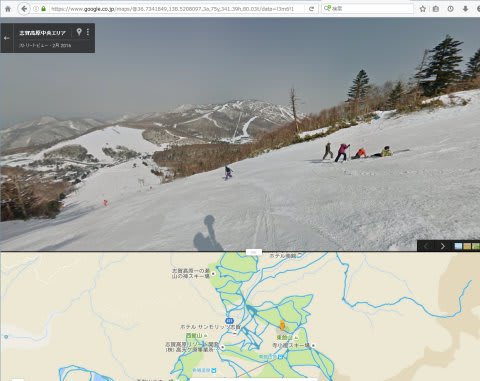 https://www.google.co.jp/maps/@36.7341849,138.5208097,3a,75y,341.39h,80.03t/data=!3m6!1
検索
志賀高原中央エリア
ストリートビュー - 2月 2016
ホテル
志賀高原一の瀬
山の神スキー場
ホテル サンモリッツ志賀
西館山
東館山
志賀高原リゾート開発
(株) 高天ヶ原事業所
寺小屋スキー場